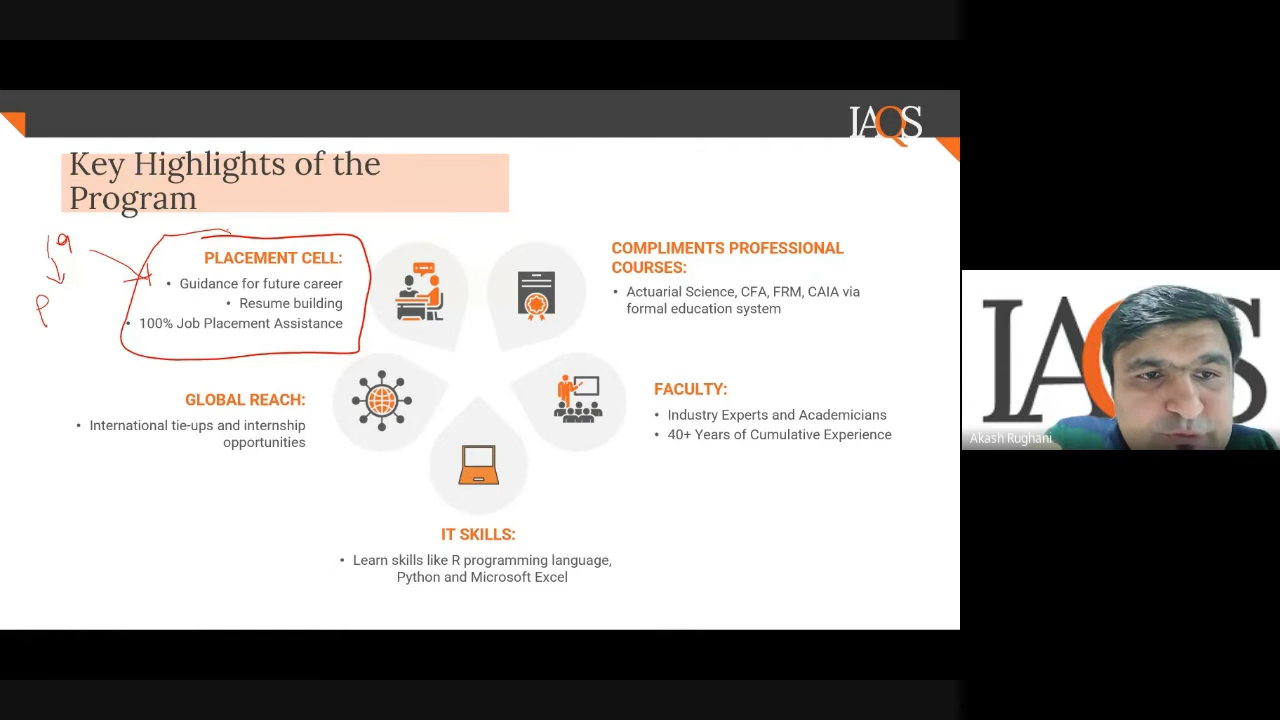 IAQS
Key Highlights of the
Program
19
P
PLACEMENT CELL:
• Guidance for future career
• Resume building
• 100% Job Placement Assistance
COMPLIMENTS PROFESSIONAL
COURSES:
• Actuarial Science, CFA, FRM, CAIA via
formal education system
GLOBAL REACH:
• International tie-ups and internship
opportunities
FACULTY:
• Industry Experts and Academicians
• 40+ Years of Cumulative Experience
IT SKILLS:
• Learn skills like R programming language,
Python and Microsoft Excel
IAQS
Akash Rughani